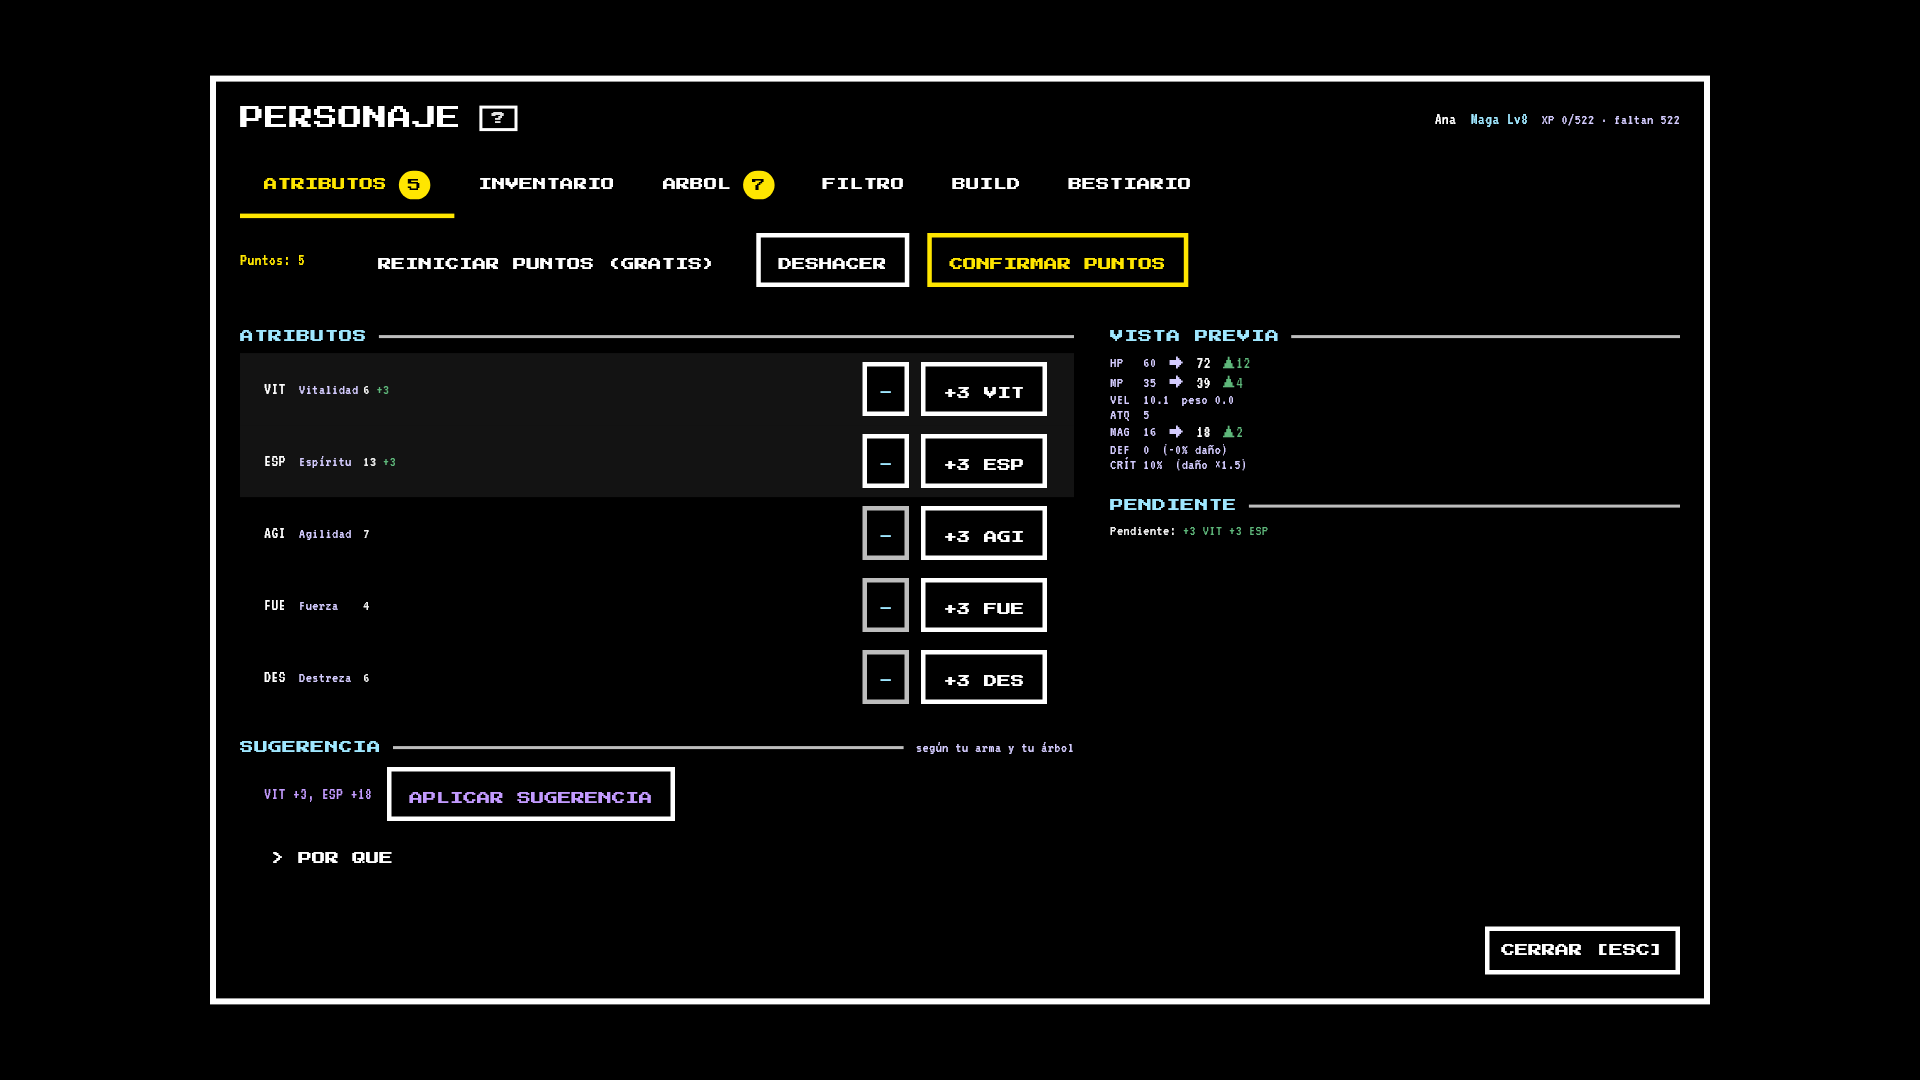 PERSONAJE ?
Ana Maga Lv8 XP 0/522 · faltan 522
ATRIBUTOS 5 INVENTARIO ARBOL 7 FILTRO BUILD BESTIARIO
Puntos: 5 REINICIAR PUNTOS (GRATIS) DESHACER CONFIRMAR PUNTOS
ATRIBUTOS
VIT Vitalidad 6 +3 - +3 VIT
ESP Espíritu 13 +3 - +3 ESP
AGI Agilidad 7 - +3 AGI
FUE Fuerza 4 - +3 FUE
DES Destreza 6 - +3 DES
SUGERENCIA según tu arma y tu árbol
VIT +3, ESP +18 APLICAR SUGERENCIA
> POR QUE
VISTA PREVIA
HP 60 → 72 ▲12
MP 35 → 39 ▲4
VEL 10.1 peso 0.0
ATQ 5
MAG 16 → 18 ▲2
DEF 0 (-0% daño)
CRÍT 10% (daño ×1.5)
PENDIENTE
Pendiente: +3 VIT +3 ESP
CERRAR [ESC]